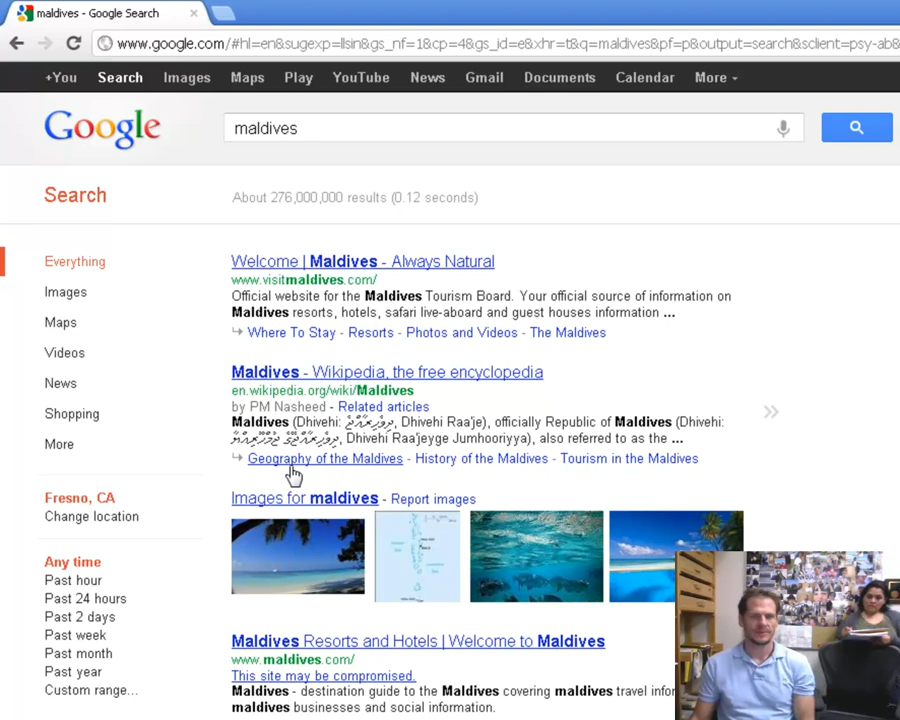 maldives - Google Search
www.google.com/#hl=en&sugexp=llsin&gs_nf=1&cp=4&gs_id=e&xhr=t&q=maldives&pf=p&output=search&sclient=psy-ab&
+You Search Images Maps Play YouTube News Gmail Documents Calendar More
Google
maldives
Search
About 276,000,000 results (0.12 seconds)
Everything
Images
Maps
Videos
News
Shopping
More
Fresno, CA
Change location
Any time
Past hour
Past 24 hours
Past 2 days
Past week
Past month
Past year
Custom range...
Welcome | Maldives - Always Natural
www.visitmaldives.com/
Official website for the Maldives Tourism Board. Your official source of information on
Maldives resorts, hotels, safari live-aboard and guest houses information ...
Where To Stay - Resorts - Photos and Videos - The Maldives
Maldives - Wikipedia, the free encyclopedia
en.wikipedia.org/wiki/Maldives
by PM Nasheed - Related articles
Maldives (Dhivehi: ދިވެހިރާއްޖެ, Dhivehi Raa'je), officially Republic of Maldives (Dhivehi:
ދިވެހިރާއްޖޭގެ ޖުމްހޫރިއްޔާ, Dhivehi Raa'jeyge Jumhooriyya), also referred to as the ...
Geography of the Maldives - History of the Maldives - Tourism in the Maldives
Images for maldives - Report images
Maldives Resorts and Hotels | Welcome to Maldives
www.maldives.com/
This site may be compromised.
Maldives - destination guide to the Maldives covering maldives travel
maldives businesses and social information.